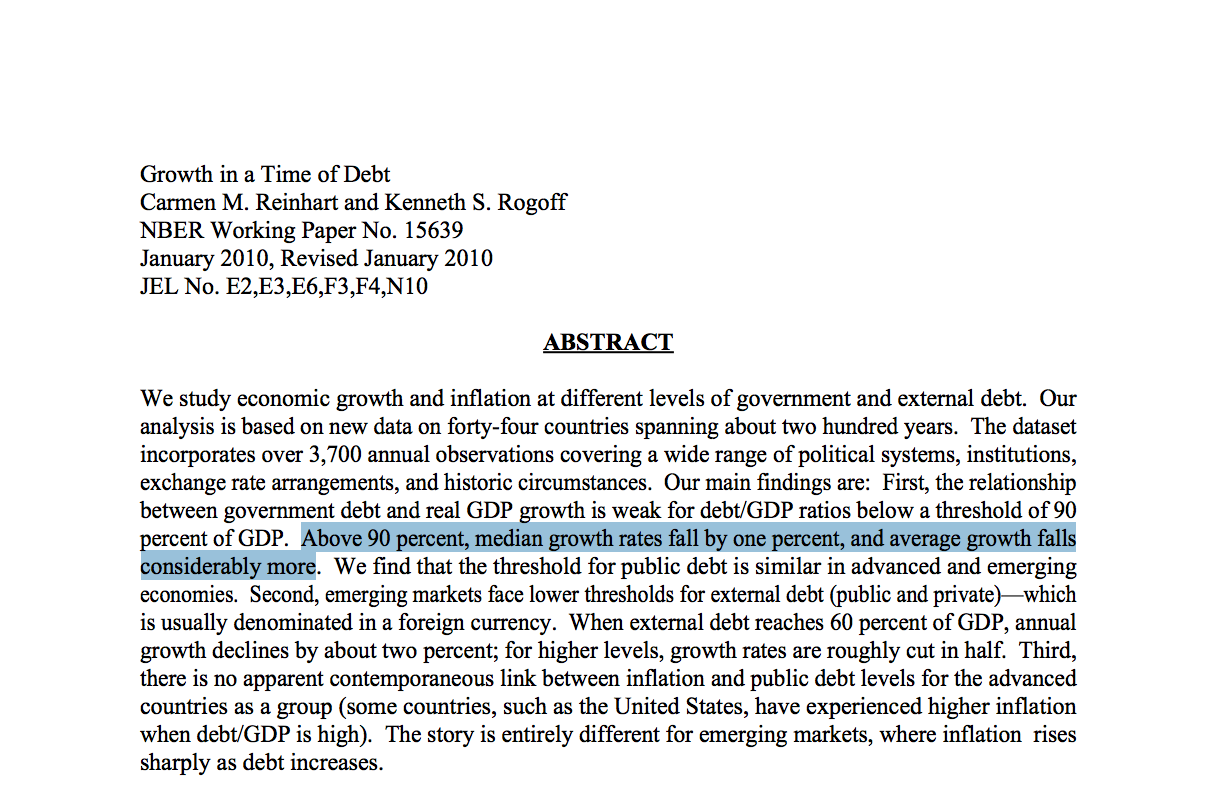 Growth in a Time of Debt
Carmen M. Reinhart and Kenneth S. Rogoff
NBER Working Paper No. 15639
January 2010, Revised January 2010
JEL No. E2,E3,E6,F3,F4,N10
ABSTRACT
We study economic growth and inflation at different levels of government and external debt.  Our
analysis is based on new data on forty-four countries spanning about two hundred years.  The dataset
incorporates over 3,700 annual observations covering a wide range of political systems, institutions,
exchange rate arrangements, and historic circumstances.  Our main findings are:  First, the relationship
between government debt and real GDP growth is weak for debt/GDP ratios below a threshold of 90
percent of GDP.  Above 90 percent, median growth rates fall by one percent, and average growth falls
considerably more.  We find that the threshold for public debt is similar in advanced and emerging
economies.  Second, emerging markets face lower thresholds for external debt (public and private)—which
is usually denominated in a foreign currency.  When external debt reaches 60 percent of GDP, annual
growth declines by about two percent; for higher levels, growth rates are roughly cut in half.  Third,
there is no apparent contemporaneous link between inflation and public debt levels for the advanced
countries as a group (some countries, such as the United States, have experienced higher inflation
when debt/GDP is high).  The story is entirely different for emerging markets, where inflation  rises
sharply as debt increases.